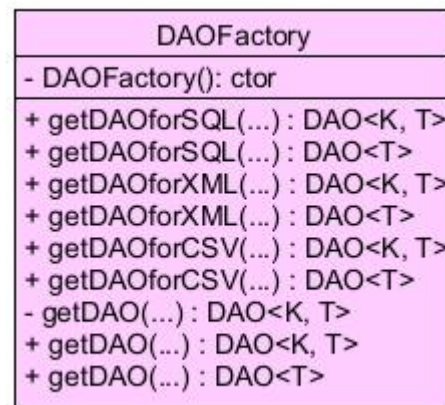 DAOFactory
- DAOFactory(): ctor
+ getDAOforSQL(...) : DAO<K, T>
+ getDAOforSQL(...) : DAO<T>
+ getDAOforXML(...) : DAO<K, T>
+ getDAOforXML(...) : DAO<T>
+ getDAOforCSV(...) : DAO<K, T>
+ getDAOforCSV(...) : DAO<T>
- getDAO(...) : DAO<K, T>
+ getDAO(...) : DAO<K, T>
+ getDAO(...) : DAO<T>